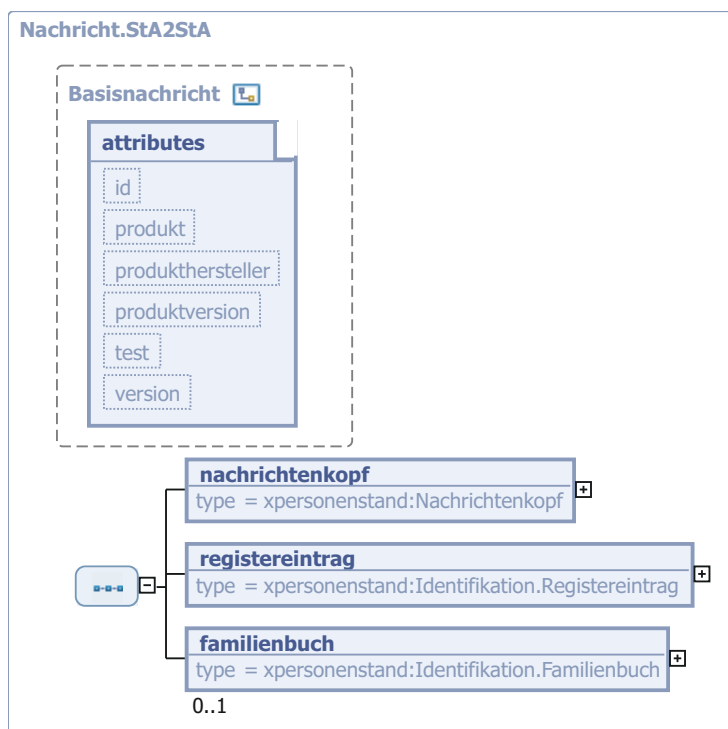 Nachricht.StA2StA
Basisnachricht
attributes
id
produkt
produkthersteller
produktversion
test
version
nachrichtenkopf
type = xpersonenstand:Nachrichtenkopf
registereintrag
type = xpersonenstand:Identifikation.Registereintrag
familienbuch
type = xpersonenstand:Identifikation.Familienbuch
0..1